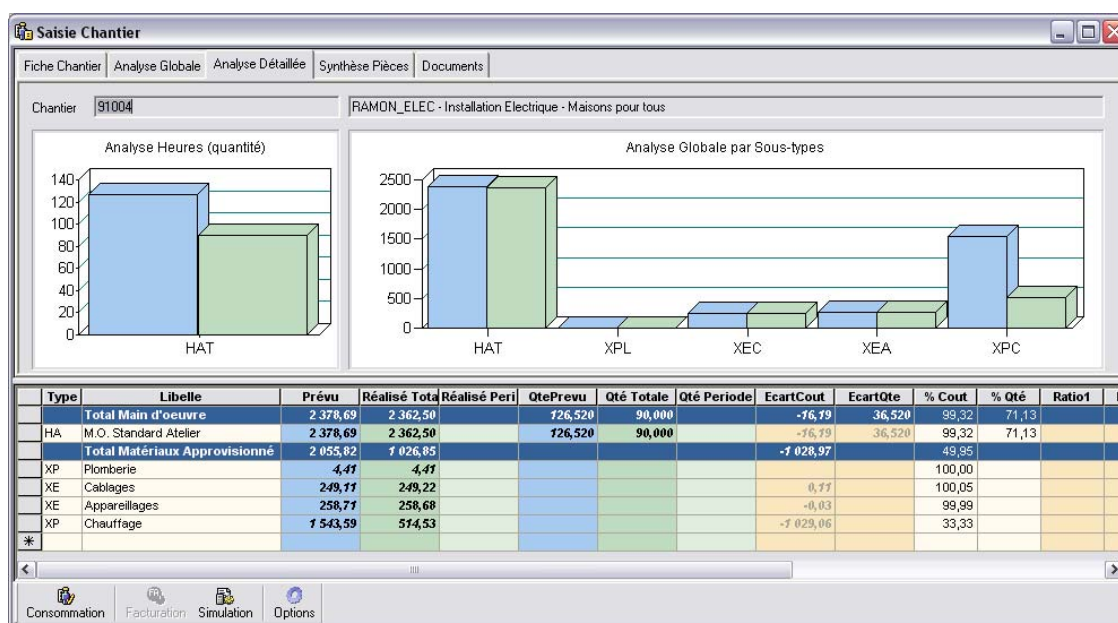 Saisie Chantier
Fiche Chantier Analyse Globale Analyse Détaillée Synthèse Pièces Documents
Chantier 91004 RAMON_ELEC - Installation Electrique - Maisons pour tous
Analyse Heures (quantité)
140
120
100
80
60
40
20
0
HAT
Analyse Globale par Sous-types
2500
2000
1500
1000
500
0
HAT XPL XEC XEA XPC
Type Libelle Prévu Réalisé Tota Réalisé Peri QtePrevu Qté Totale Qté Periode EcartCout EcartQte % Cout % Qté Ratio1
Total Main d'oeuvre 2 378,69 2 362,50 126,520 90,000 -16,19 36,520 99,32 71,13
HA M.O. Standard Atelier 2 378,69 2 362,50 126,520 90,000 -16,19 36,520 99,32 71,13
Total Matériaux Approvisionné 2 055,82 1 026,85 -1 028,97 49,95
XP Plomberie 4,41 4,41 100,00
XE Cablages 249,11 249,22 0,11 100,05
XE Appareillages 258,71 258,68 -0,03 99,99
XP Chauffage 1 543,59 514,53 -1 029,06 33,33
*
Consommation Facturation Simulation Options